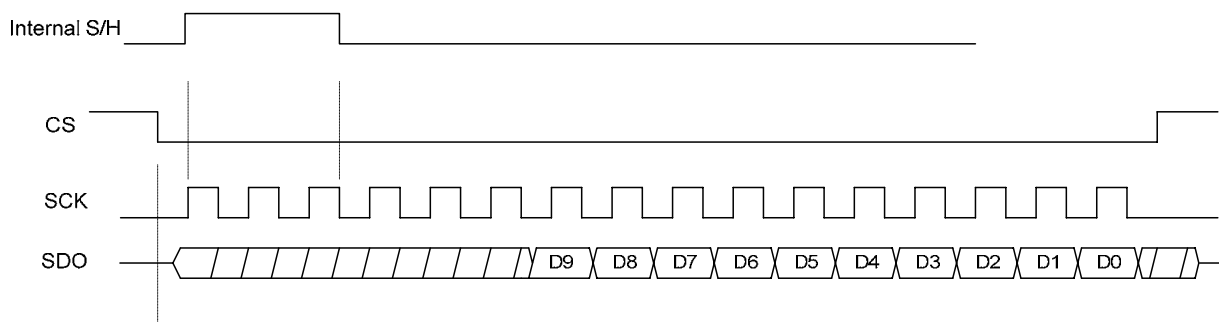 Internal S/H
CS
SCK
SDO D9 D8 D7 D6 D5 D4 D3 D2 D1 D0